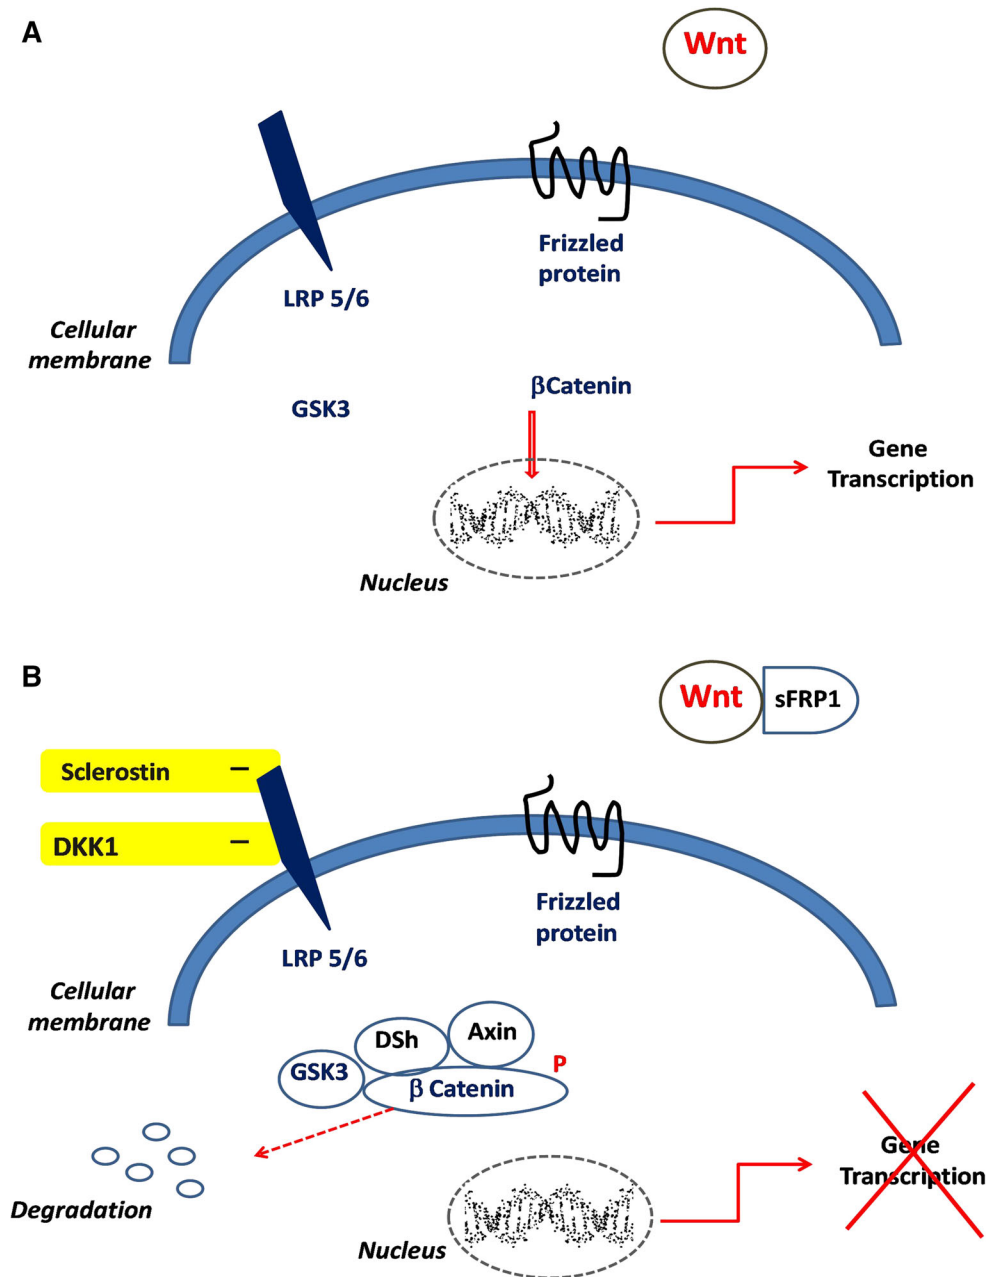 A
Wnt
Frizzled
protein
LRP 5/6
Cellular
membrane
βCatenin
GSK3
Gene
Transcription
Nucleus
B
Wnt
sFRP1
Sclerostin –
DKK1 –
Frizzled
protein
LRP 5/6
Cellular
membrane
DSh
Axin
GSK3
β Catenin
P
Degradation
Gene
Transcription
Nucleus